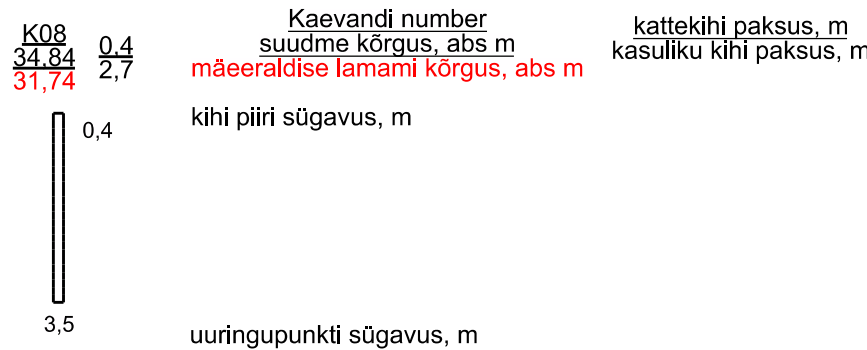 K08
34,84
31,74
0,4
2,7
Kaevandi number
suudme kõrgus, abs m
mäeeraldise lamami kõrgus, abs m
kattekihi paksus, m
kasuliku kihi paksus, m
0,4
kihi piiri sügavus, m
3,5
uuringupunkti sügavus, m